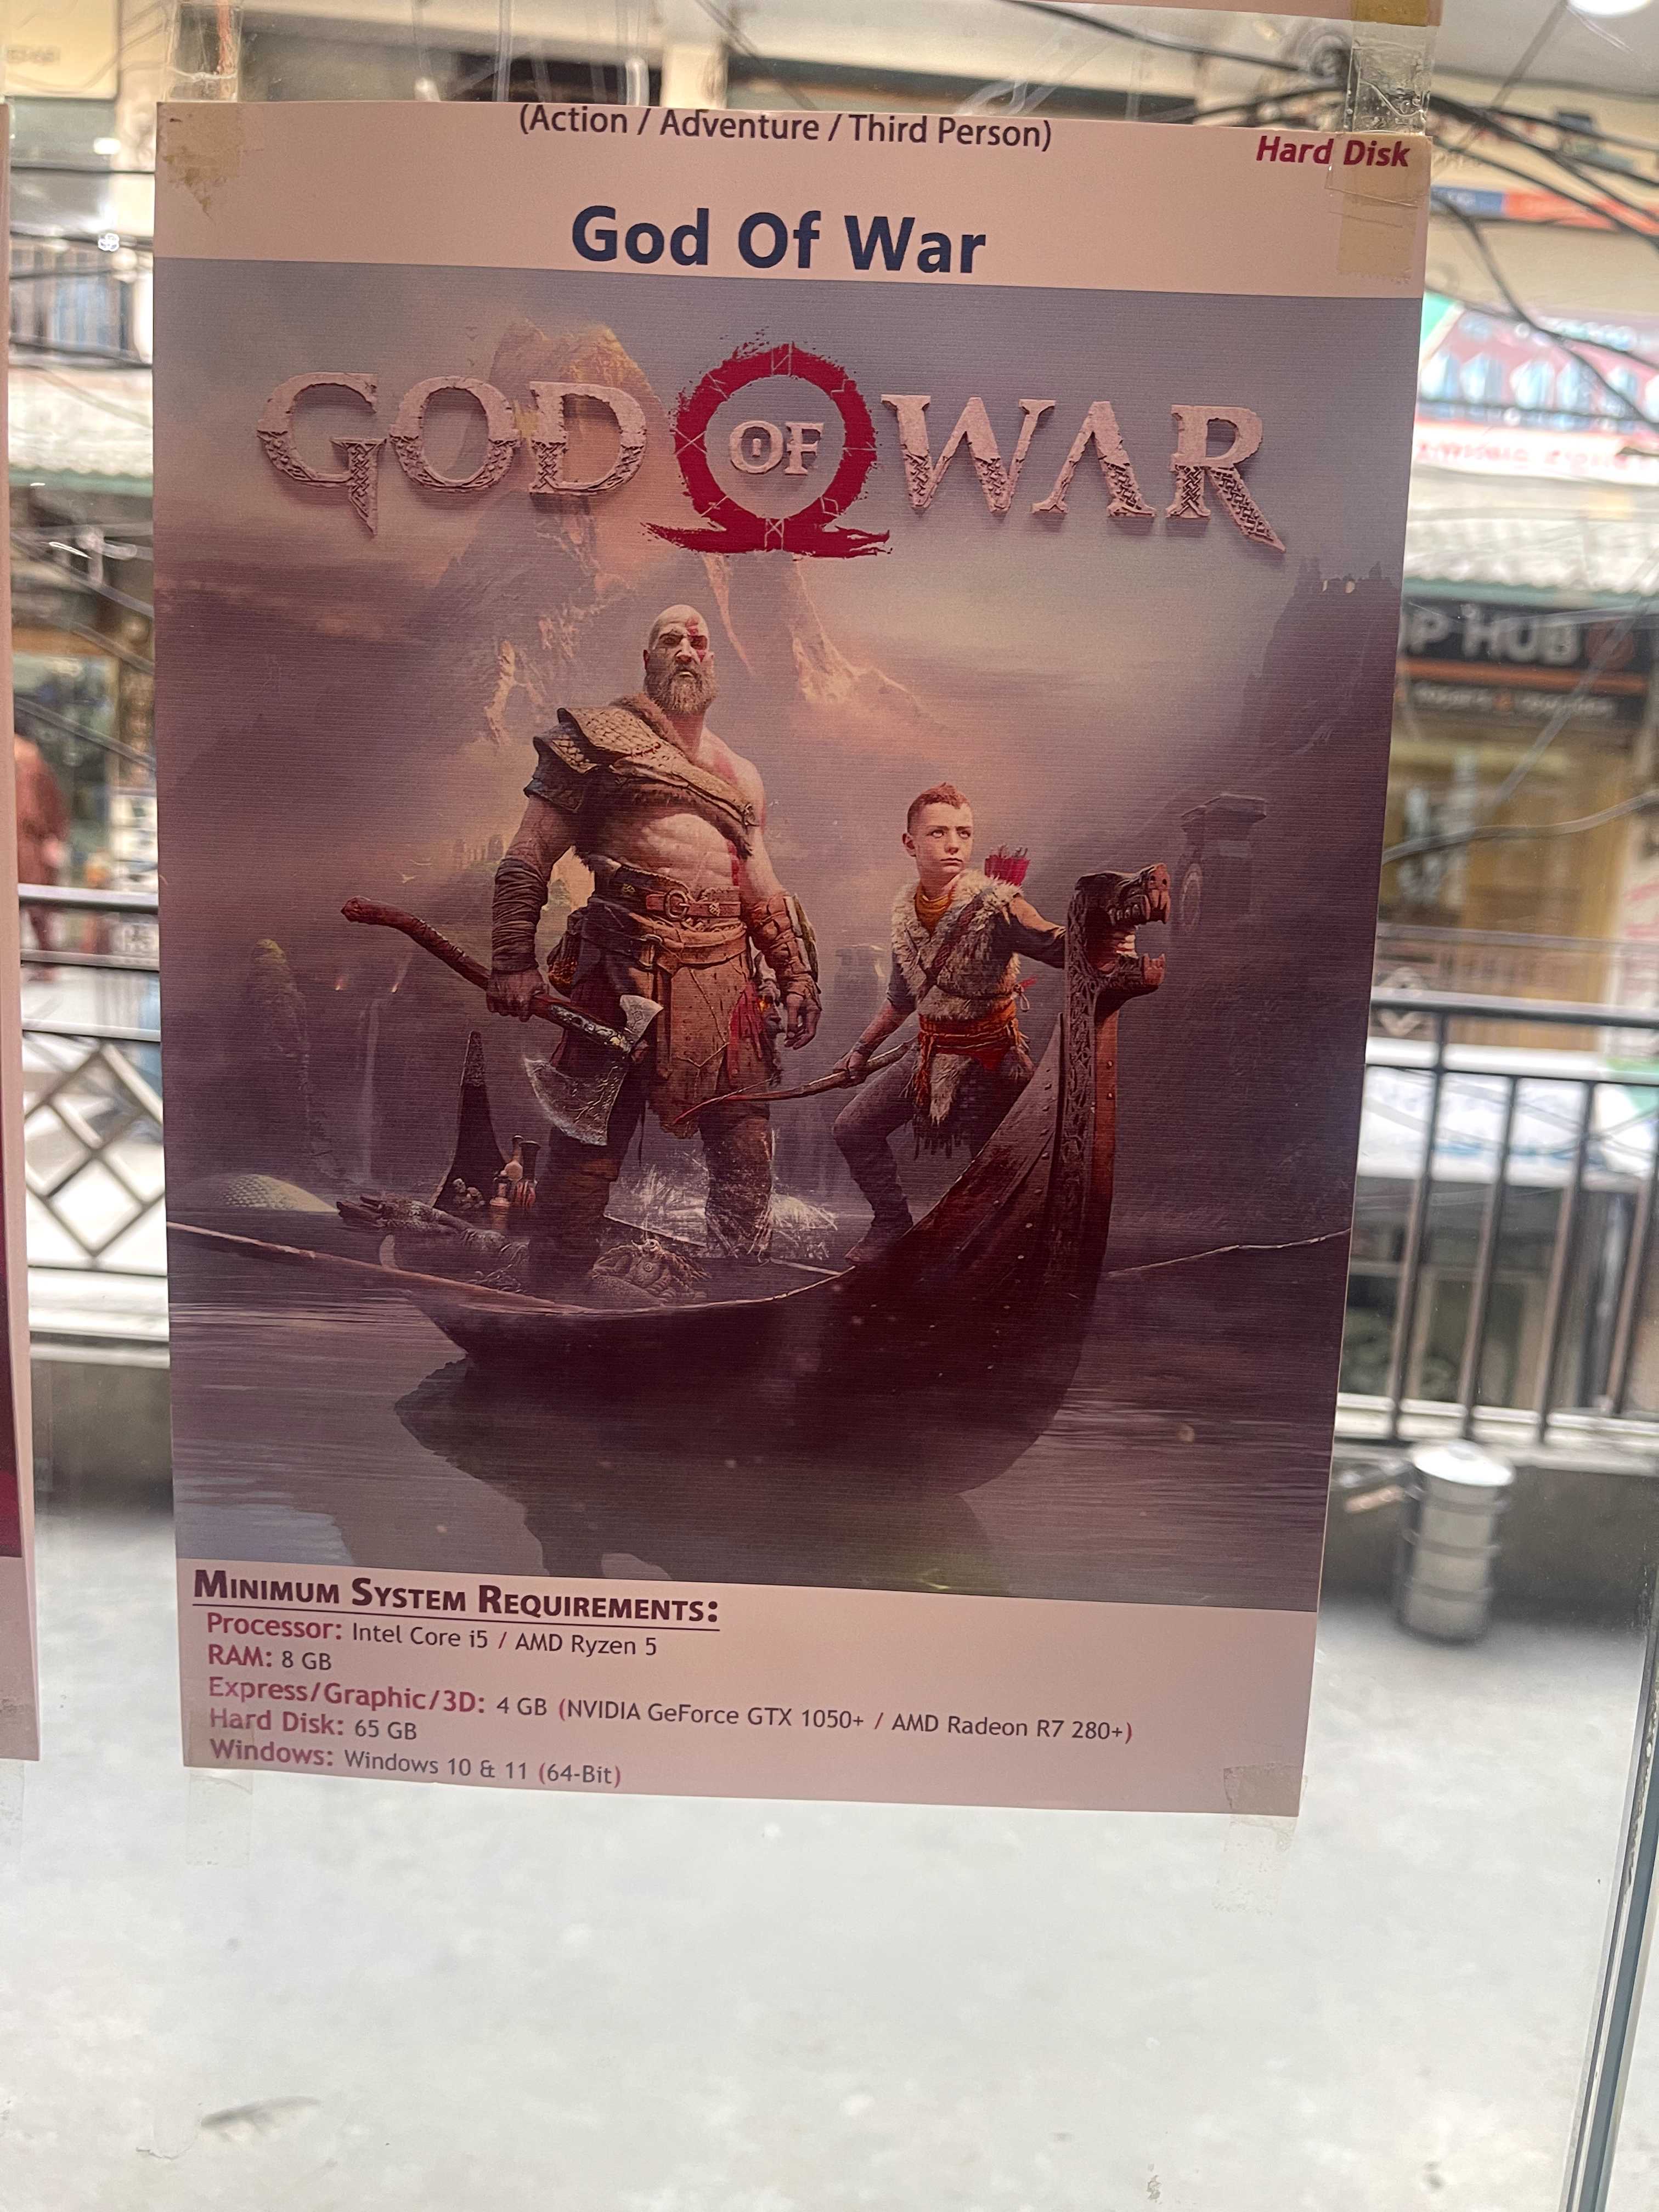 (Action / Adventure / Third Person)
Hard Disk
God Of War
GOD OF WAR
MINIMUM SYSTEM REQUIREMENTS:
Processor: Intel Core i5 / AMD Ryzen 5
RAM: 8 GB
Express/Graphic/3D: 4 GB (NVIDIA GeForce GTX 1050+ / AMD Radeon R7 280+)
Hard Disk: 65 GB
Windows: Windows 10 & 11 (64-Bit)
P HUB